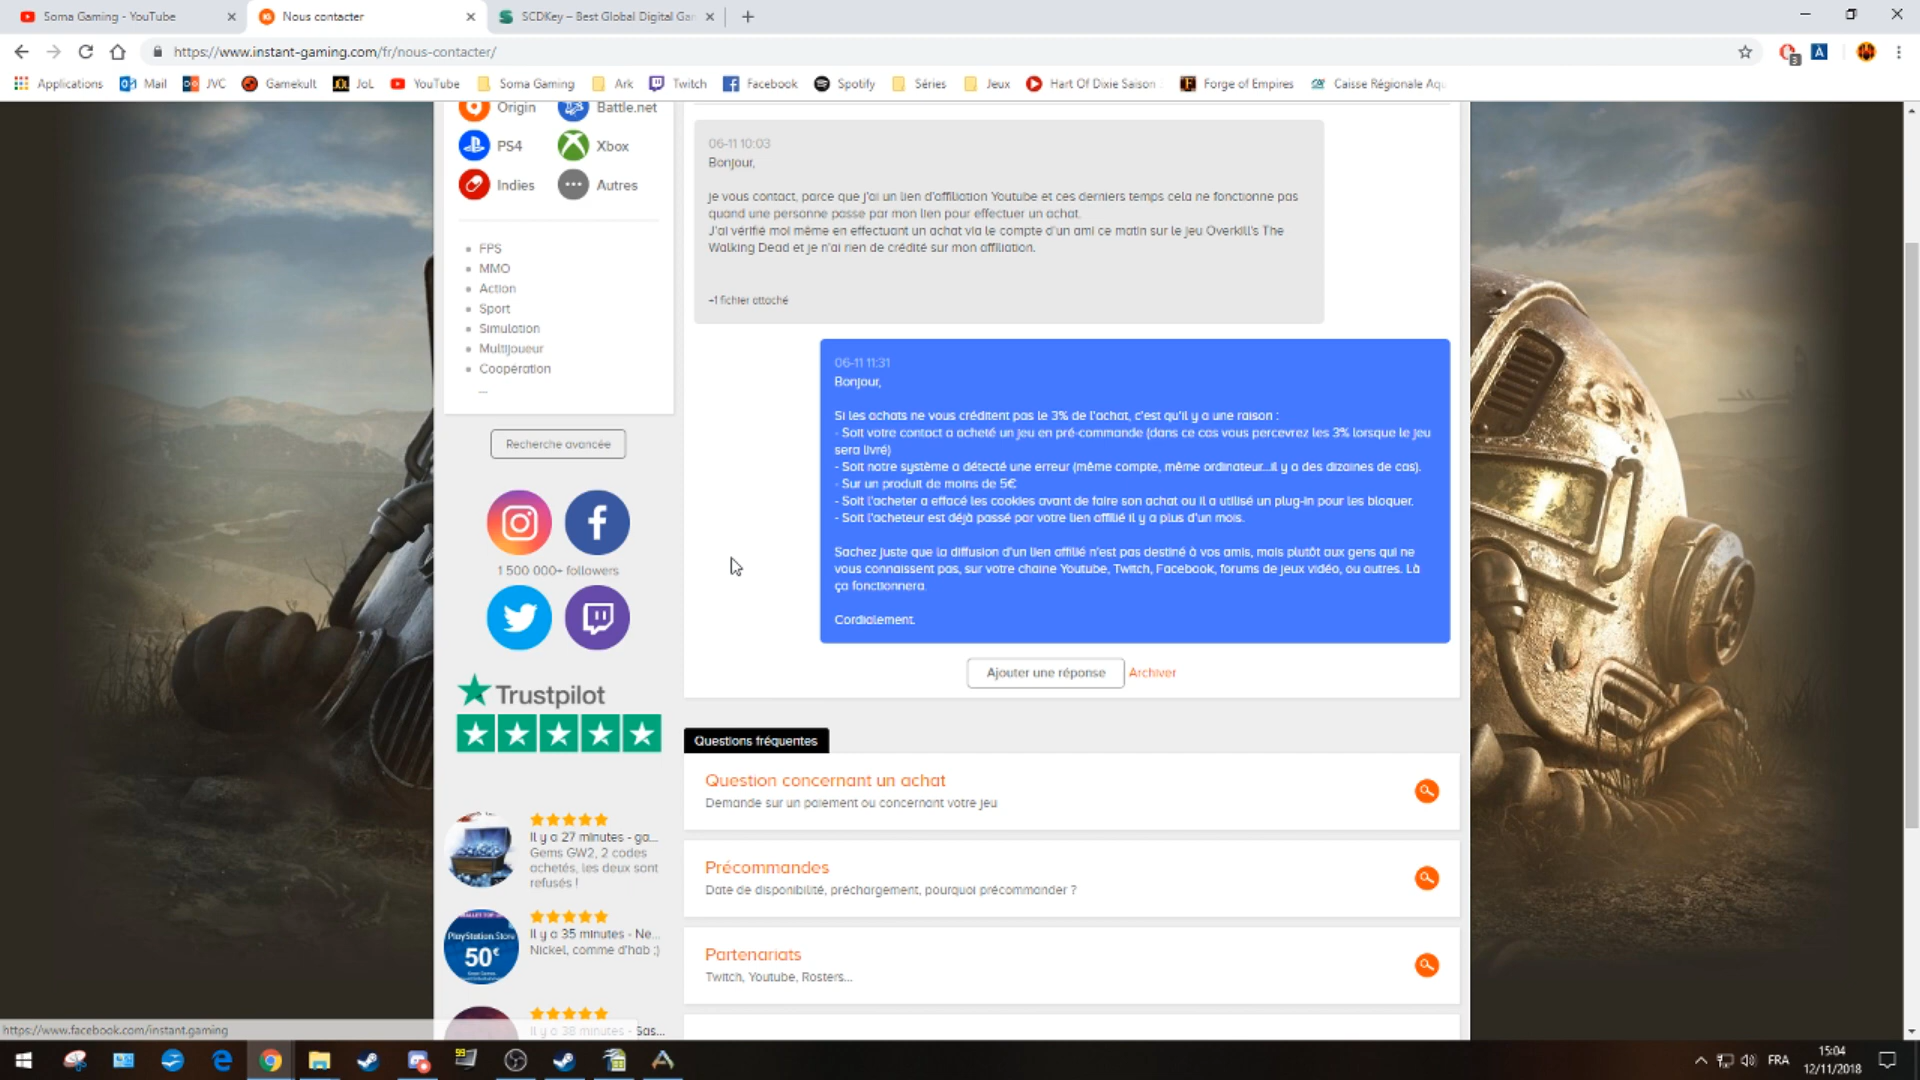 Soma Gaming - YouTube
Nous contacter
SCDKey – Best Global Digital Gan
https://www.instant-gaming.com/fr/nous-contacter/
3
Applications
Mail
JVC
Gamekult
JoL
YouTube
Soma Gaming
Ark
Twitch
Facebook
Spotify
Séries
Jeux
Hart Of Dixie Saison
Forge of Empires
Caisse Régionale Aqu
Origin
Battle.net
PS4
Xbox
Indies
Autres
FPS
MMO
Action
Sport
Simulation
Multijoueur
Coopération
...
Recherche avancée
1 500 000+ followers
Trustpilot
Il y a 27 minutes - ga...
Gems GW2, 2 codes
achetés, les deux sont
refusés !
PlayStation Store
50€
Il y a 35 minutes - Ne...
Nickel, comme d'hab ;)
Il y a 38 minutes - Sas...
06-11 10:03
Bonjour,
je vous contact, parce que j'ai un lien d'affiliation Youtube et ces derniers temps cela ne fonctionne pas
quand une personne passe par mon lien pour effectuer un achat.
J'ai vérifié moi même en effectuant un achat via le compte d'un ami ce matin sur le jeu Overkill's The
Walking Dead et je n'ai rien de crédité sur mon affiliation.
-1 fichier attaché
06-11 11:31
Bonjour,
Si les achats ne vous créditent pas le 3% de l'achat, c'est qu'il y a une raison :
- Soit votre contact a acheté un jeu en pré-commande (dans ce cas vous percevrez les 3% lorsque le jeu
sera livré)
- Soit notre système a détecté une erreur (même compte, même ordinateur...il y a des dizaines de cas).
- Sur un produit de moins de 5€
- Soit l'acheter a effacé les cookies avant de faire son achat ou il a utilisé un plug-in pour les bloquer.
- Soit l'acheteur est déjà passé par votre lien affilié il y a plus d'un mois.
Sachez juste que la diffusion d'un lien affilié n'est pas destiné à vos amis, mais plutôt aux gens qui ne
vous connaissent pas, sur votre chaine Youtube, Twitch, Facebook, forums de jeux vidéo, ou autres. Là
ça fonctionnera.
Cordialement.
Ajouter une réponse
Archiver
Questions fréquentes
Question concernant un achat
Demande sur un paiement ou concernant votre jeu
Précommandes
Date de disponibilité, préchargement, pourquoi précommander ?
Partenariats
Twitch, Youtube, Rosters...
https://www.facebook.com/instant.gaming
99
FRA
15:04
12/11/2018